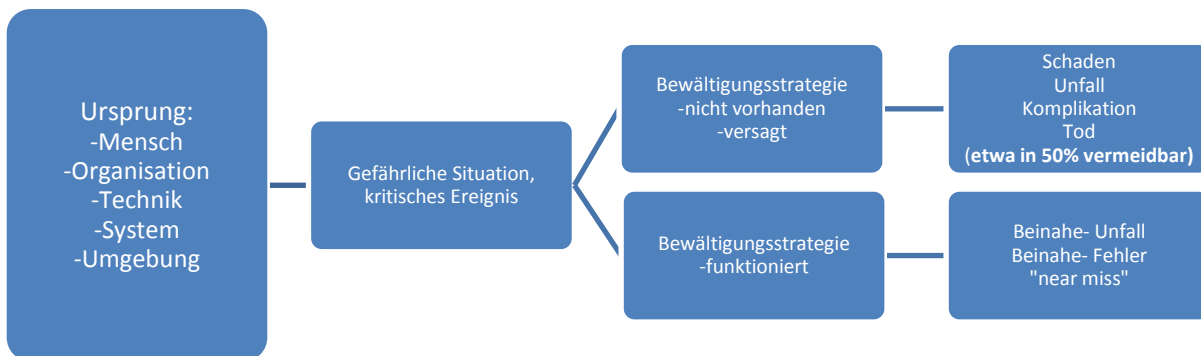 Ursprung:
-Mensch
-Organisation
-Technik
-System
-Umgebung
Gefährliche Situation,
kritisches Ereignis
Bewältigungsstrategie
-nicht vorhanden
-versagt
Schaden
Unfall
Komplikation
Tod
(etwa in 50% vermeidbar)
Bewältigungsstrategie
-funktioniert
Beinahe- Unfall
Beinahe- Fehler
"near miss"